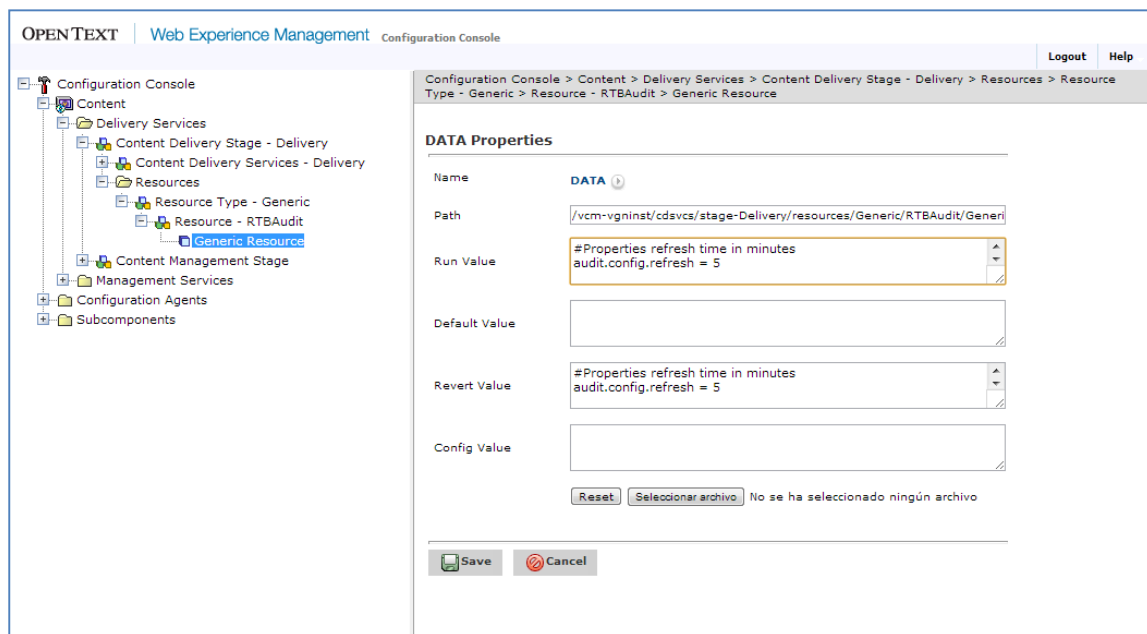 OPENTEXT Web Experience Management Configuration Console
Logout Help
Configuration Console
Content
Delivery Services
Content Delivery Stage - Delivery
Content Delivery Services - Delivery
Resources
Resource Type - Generic
Resource - RTBAudit
Generic Resource
Content Management Stage
Management Services
Configuration Agents
Subcomponents
Configuration Console > Content > Delivery Services > Content Delivery Stage - Delivery > Resources > Resource
Type - Generic > Resource - RTBAudit > Generic Resource
DATA Properties
Name DATA
Path /vcm-vgninst/cdsvcs/stage-Delivery/resources/Generic/RTBAudit/Generi
Run Value
#Properties refresh time in minutes
audit.config.refresh = 5
Default Value
Revert Value
#Properties refresh time in minutes
audit.config.refresh = 5
Config Value
Reset Seleccionar archivo No se ha seleccionado ningún archivo
Save Cancel